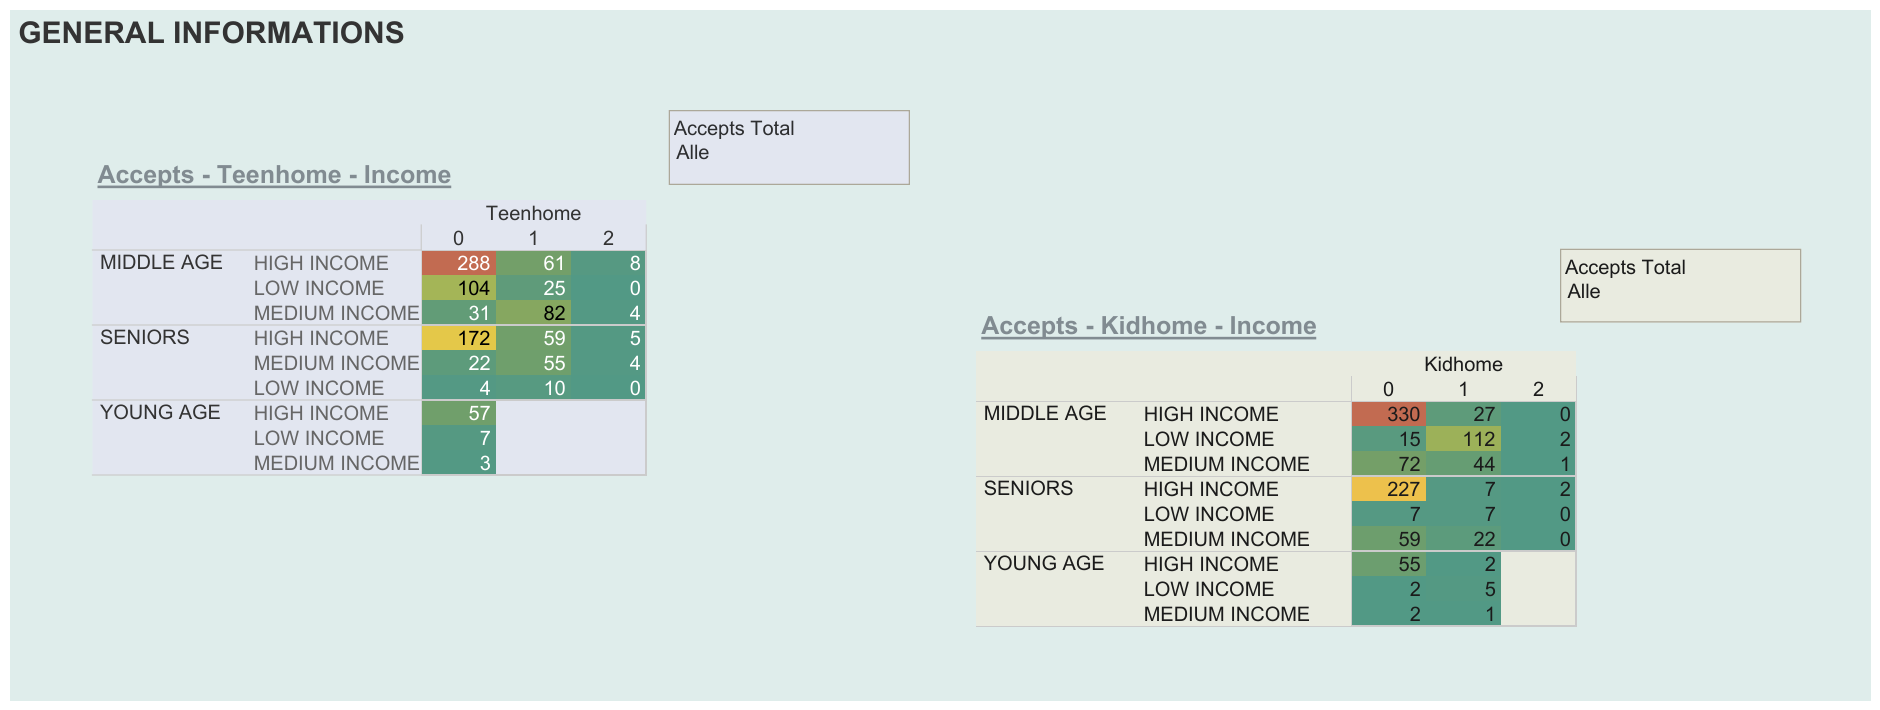 GENERAL INFORMATIONS
Accepts Total
Alle
Accepts - Teenhome - Income
Teenhome
0 1 2
MIDDLE AGE HIGH INCOME 288 61 8
LOW INCOME 104 25 0
MEDIUM INCOME 31 82 4
SENIORS HIGH INCOME 172 59 5
MEDIUM INCOME 22 55 4
LOW INCOME 4 10 0
YOUNG AGE HIGH INCOME 57
LOW INCOME 7
MEDIUM INCOME 3
Accepts Total
Alle
Accepts - Kidhome - Income
Kidhome
0 1 2
MIDDLE AGE HIGH INCOME 330 27 0
LOW INCOME 15 112 2
MEDIUM INCOME 72 44 1
SENIORS HIGH INCOME 227 7 2
LOW INCOME 7 7 0
MEDIUM INCOME 59 22 0
YOUNG AGE HIGH INCOME 55 2
LOW INCOME 2 5
MEDIUM INCOME 2 1